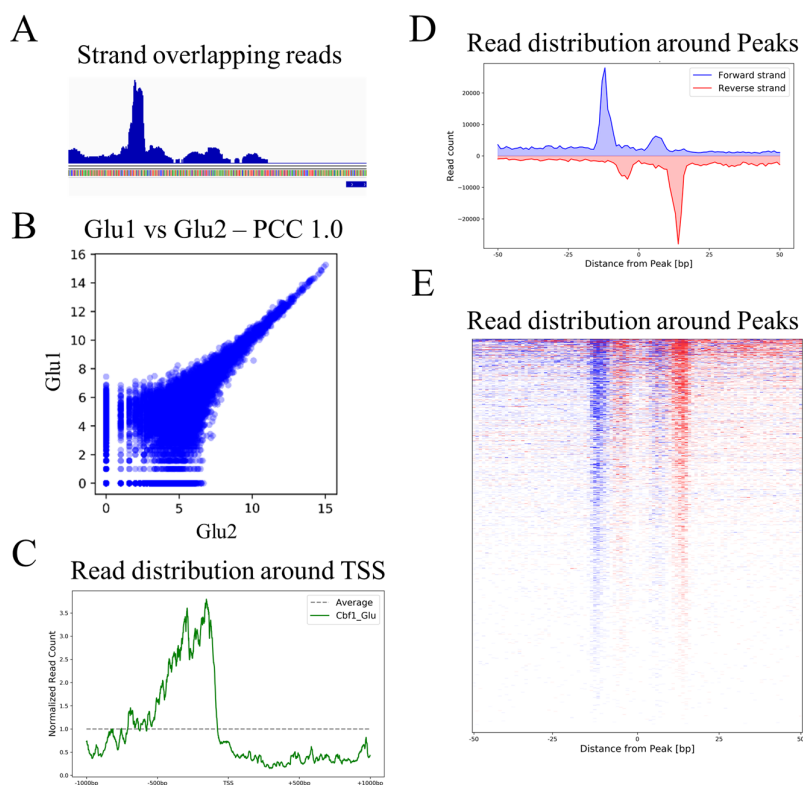 A
Strand overlapping reads
B
Glu1 vs Glu2 – PCC 1.0
16
14
12
10
8
6
4
2
0
Glu1
0
5
10
15
Glu2
C
Read distribution around TSS
Average
Cbf1_Glu
Normalized Read Count
3.5
3.0
2.5
2.0
1.5
1.0
0.5
0.0
-1000bp
-500bp
TSS
+500bp
+1000bp
D
Read distribution around Peaks
Forward strand
Reverse strand
Read count
20000
10000
0
−10000
−20000
-50
-25
0
25
50
Distance from Peak [bp]
E
Read distribution around Peaks
-50
-25
0
25
50
Distance from Peak [bp]